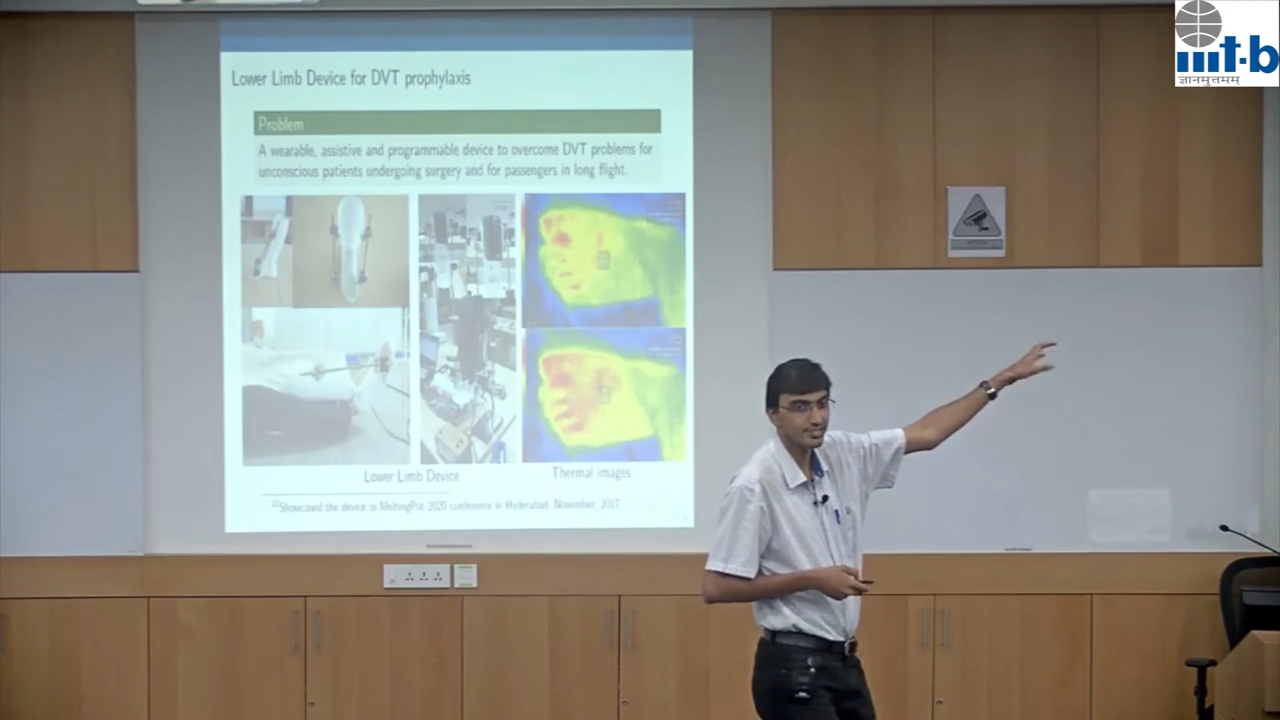 iiit-b
ज्ञानमुत्तमम्
Lower Limb Device for DVT prophylaxis
Problem
A wearable, assistive and programmable device to overcome DVT problems for
unconscious patients undergoing surgery and for passengers in long flight.
Lower Limb Device
Thermal images
Showcased the device in MeltingPot 2020 conference in Hyderabad, November, 2017
NOTICE